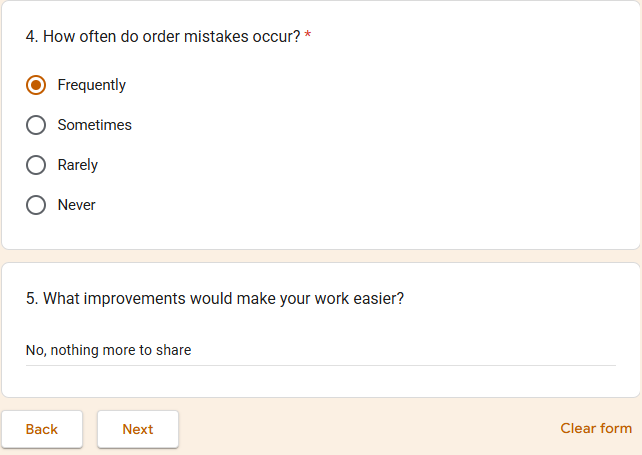 4. How often do order mistakes occur? *
Frequently
Sometimes
Rarely
Never
5. What improvements would make your work easier?
No, nothing more to share
Back
Next
Clear form